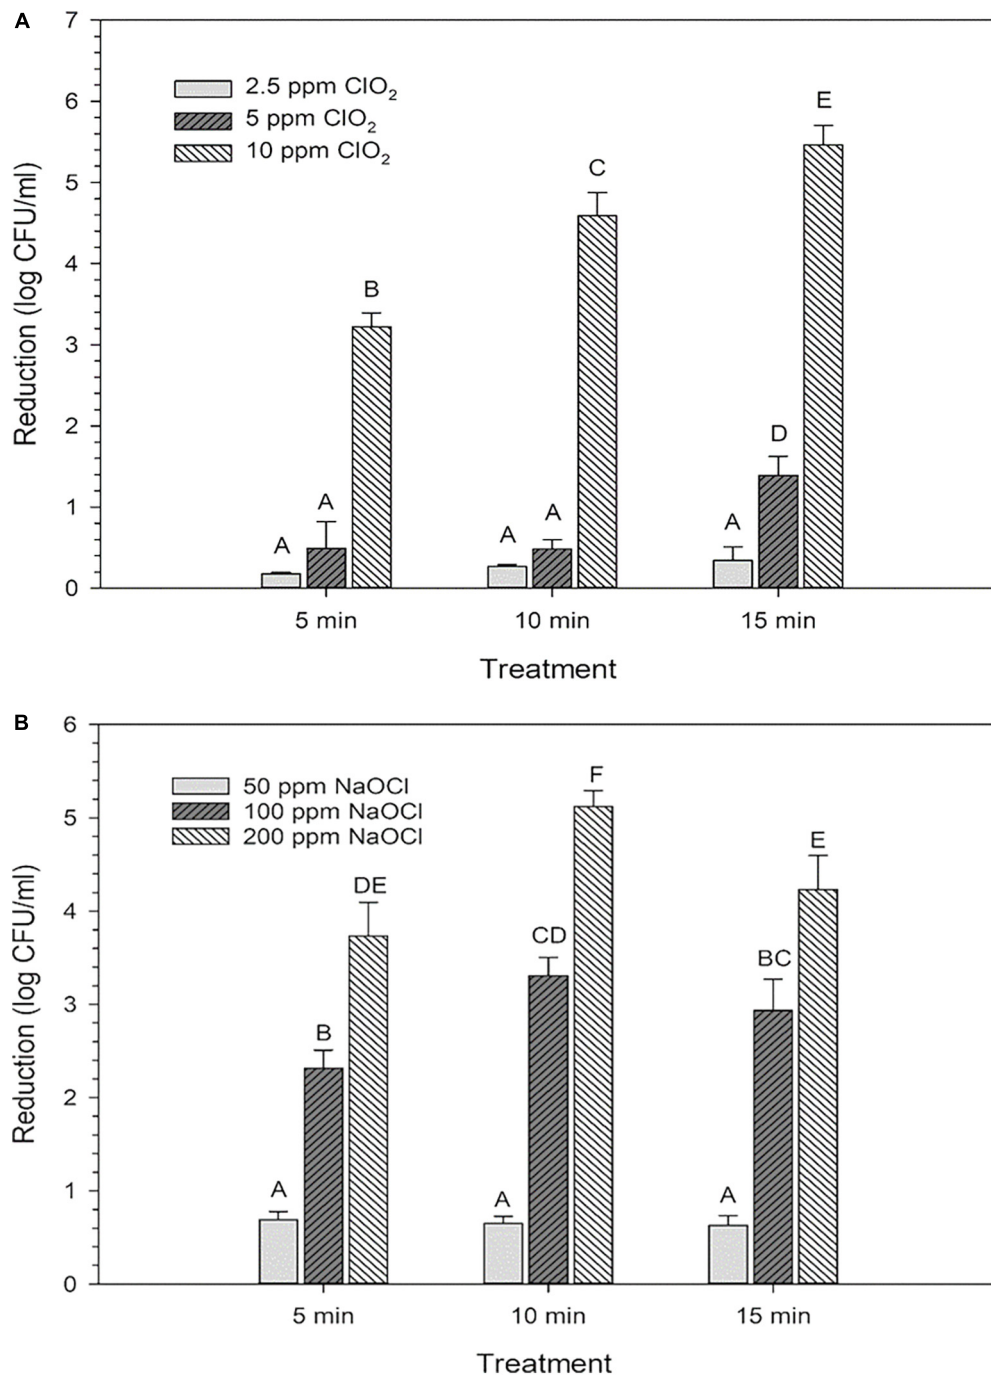 A
7
6
5
4
3
2
1
0
Reduction (log CFU/ml)
2.5 ppm ClO₂
5 ppm ClO₂
10 ppm ClO₂
A
A
B
A
A
C
A
D
E
5 min
10 min
15 min
Treatment
B
6
5
4
3
2
1
0
Reduction (log CFU/ml)
50 ppm NaOCl
100 ppm NaOCl
200 ppm NaOCl
A
B
DE
A
CD
F
A
BC
E
5 min
10 min
15 min
Treatment